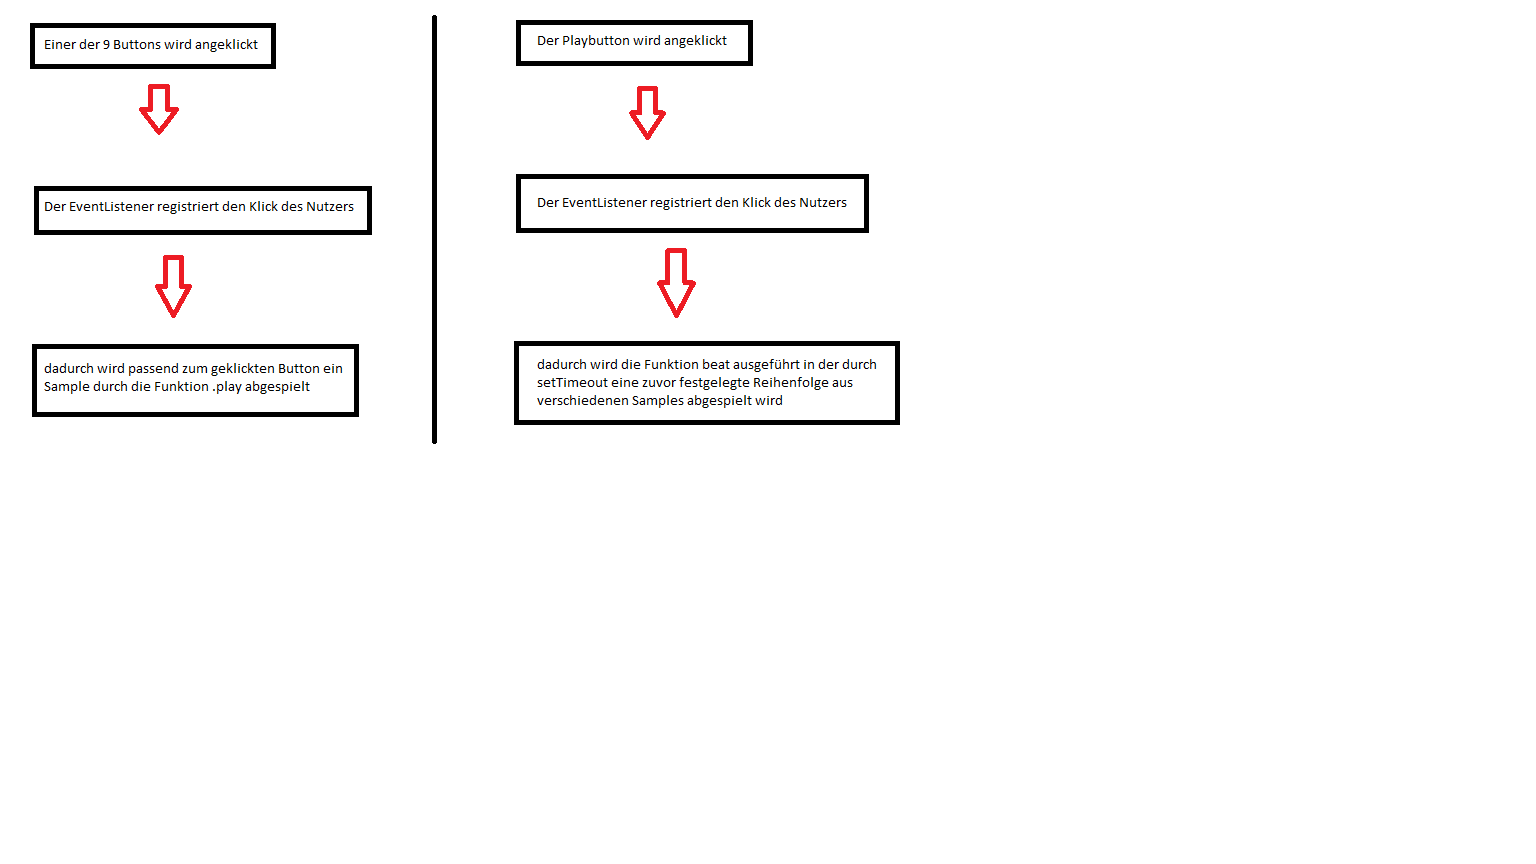 Einer der 9 Buttons wird angeklickt
Der EventListener registriert den Klick des Nutzers
dadurch wird passend zum geklickten Button ein
Sample durch die Funktion .play abgespielt
Der Playbutton wird angeklickt
Der EventListener registriert den Klick des Nutzers
dadurch wird die Funktion beat ausgeführt in der durch
setTimeout eine zuvor festgelegte Reihenfolge aus
verschiedenen Samples abgespielt wird